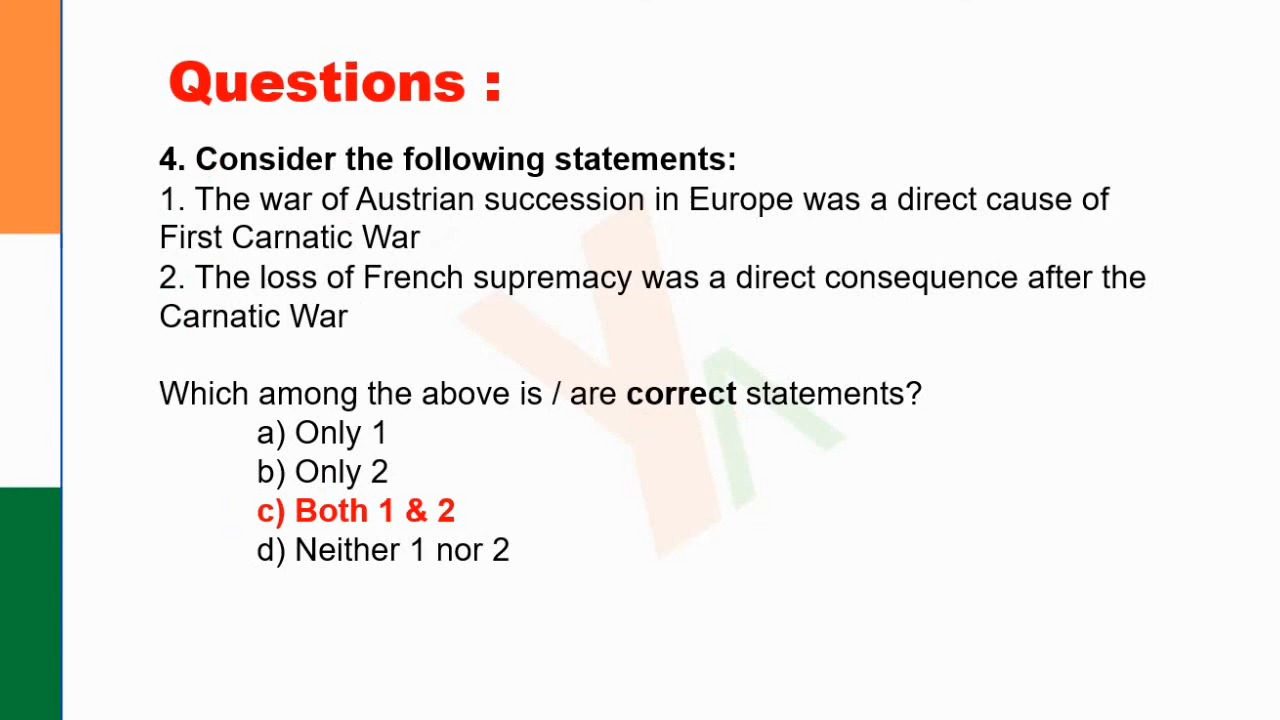 Questions :
4. Consider the following statements:
1. The war of Austrian succession in Europe was a direct cause of
First Carnatic War
2. The loss of French supremacy was a direct consequence after the
Carnatic War
Which among the above is / are correct statements?
a) Only 1
b) Only 2
c) Both 1 & 2
d) Neither 1 nor 2